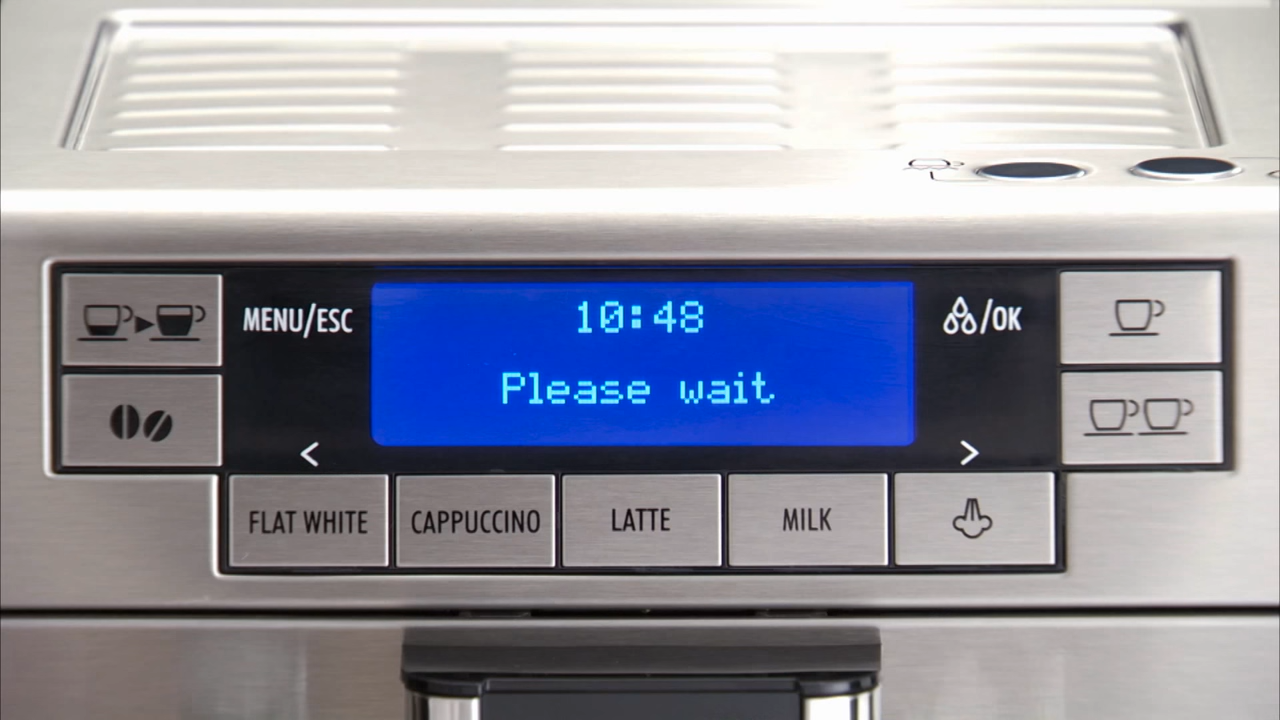 MENU/ESC
10:48
/OK
Please wait
<
>
FLAT WHITE
CAPPUCCINO
LATTE
MILK